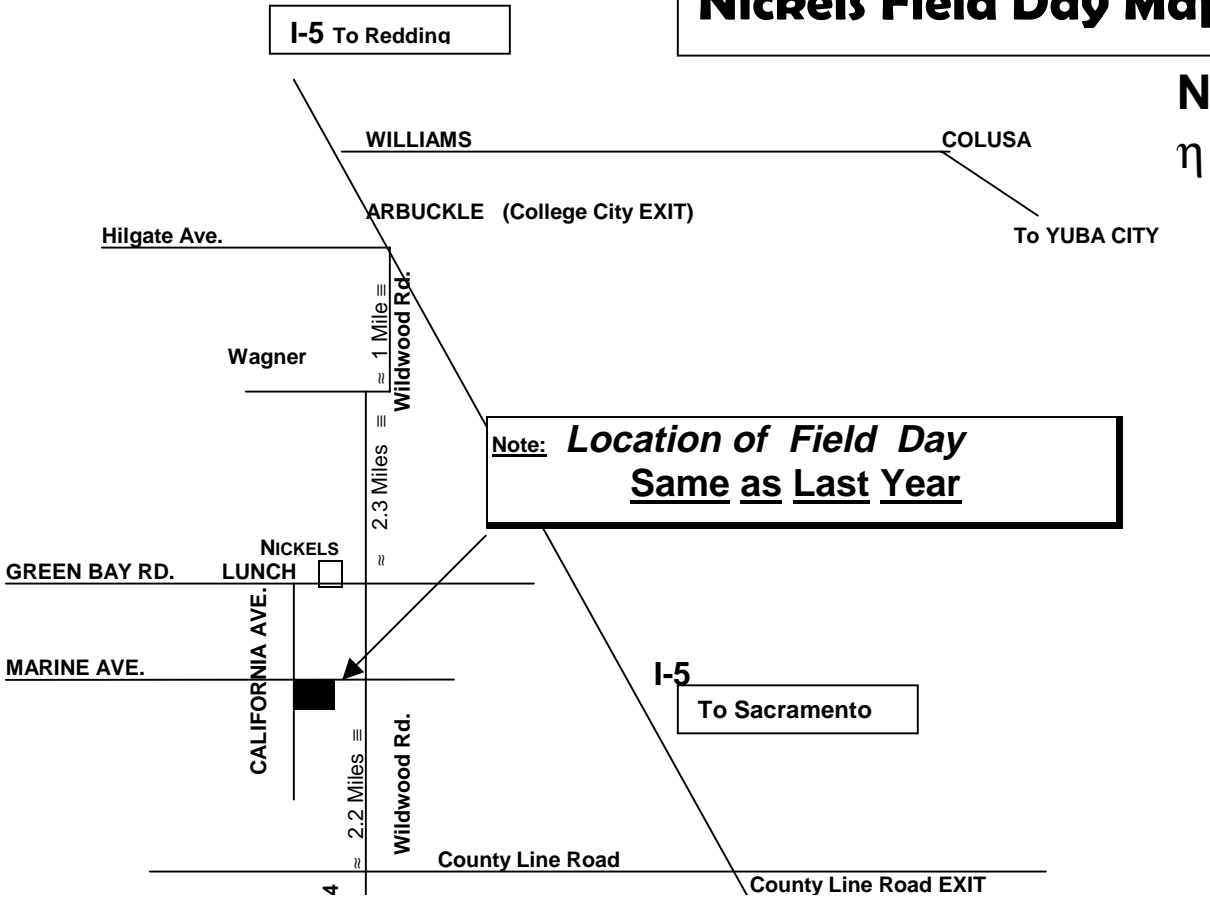 Nickels Field Day Map
I-5 To Redding
N
η
WILLIAMS
COLUSA
ARBUCKLE (College City EXIT)
To YUBA CITY
Hilgate Ave.
≈ 1 Mile ≡
Wildwood Rd.
Wagner
≈ 2.3 Miles ≡
Note: Location of Field Day
Same as Last Year
NICKELS
GREEN BAY RD. LUNCH
CALIFORNIA AVE.
MARINE AVE.
I-5
To Sacramento
≈ 2.2 Miles ≡
Wildwood Rd.
County Line Road
County Line Road EXIT
4